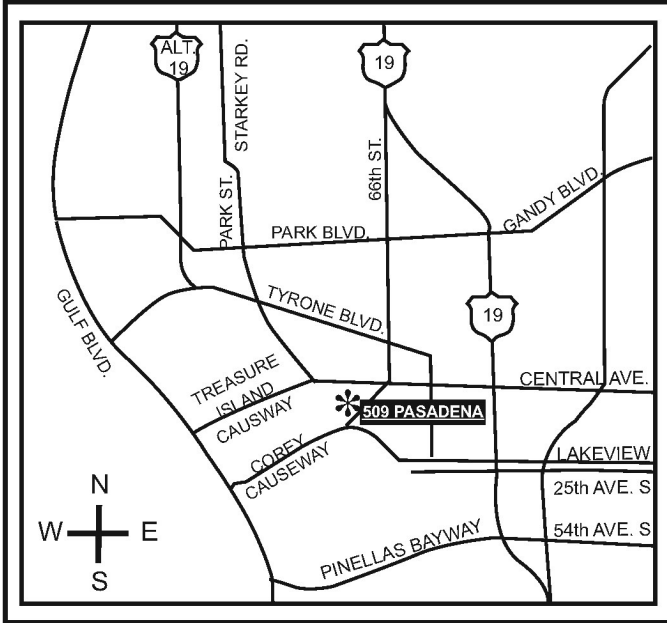 ALT.
19
19
STARKEY RD.
66th ST.
PARK ST.
GANDY BLVD.
PARK BLVD.
GULF BLVD.
TYRONE BLVD.
19
TREASURE
ISLAND
CAUSWAY
CENTRAL AVE.
509 PASADENA
COREY
CAUSEWAY
LAKEVIEW
25th AVE. S
54th AVE. S
PINELLAS BAYWAY
N
W E
S